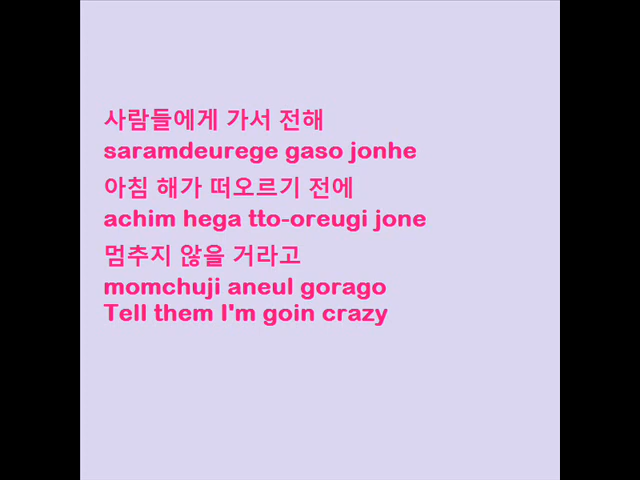 사람들에게 가서 전해
saramdeurege gaso jonhe
아침 해가 떠오르기 전에
achim hega tto-oreugi jone
멈추지 않을 거라고
momchuji aneul gorago
Tell them I'm goin crazy